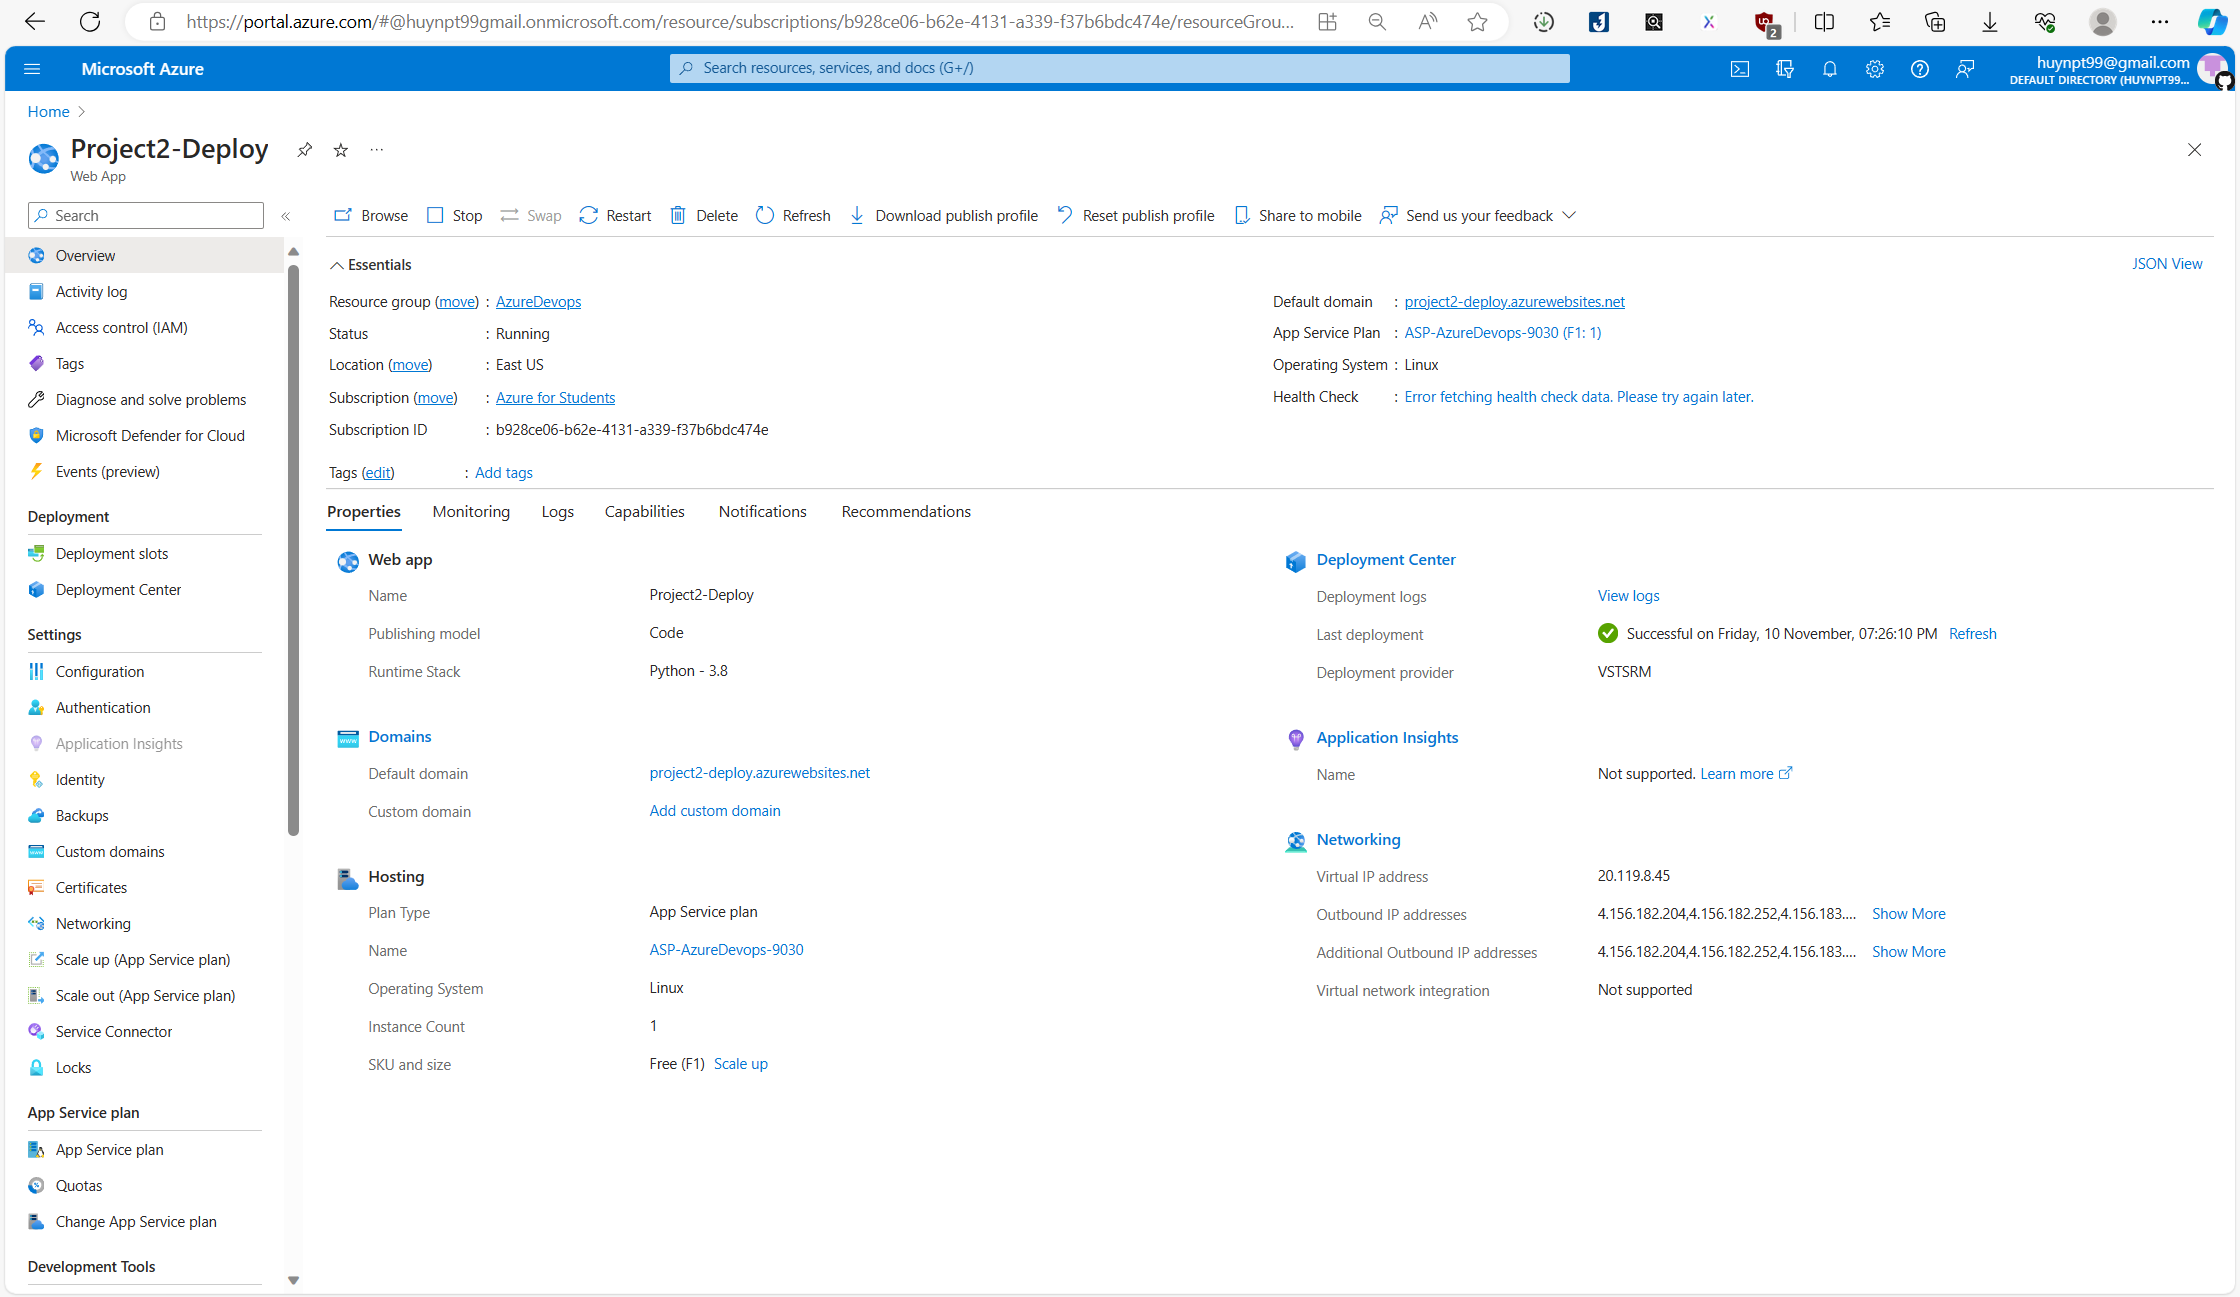 https://portal.azure.com/#@huynpt99gmail.onmicrosoft.com/resource/subscriptions/b928ce06-b62e-4131-a339-f37b6bdc474e/resourceGrou...
2
Microsoft Azure
Search resources, services, and docs (G+/)
huynpt99@gmail.com
DEFAULT DIRECTORY (HUYNPT99...
Home
Project2-Deploy
Web App
Search
Browse Stop Swap Restart Delete Refresh Download publish profile Reset publish profile Share to mobile Send us your feedback
Overview
Activity log
Access control (IAM)
Tags
Diagnose and solve problems
Microsoft Defender for Cloud
Events (preview)
Deployment
Deployment slots
Deployment Center
Settings
Configuration
Authentication
Application Insights
Identity
Backups
Custom domains
Certificates
Networking
Scale up (App Service plan)
Scale out (App Service plan)
Service Connector
Locks
App Service plan
App Service plan
Quotas
Change App Service plan
Development Tools
Essentials
JSON View
Resource group (move) : AzureDevops
Status : Running
Location (move) : East US
Subscription (move) : Azure for Students
Subscription ID : b928ce06-b62e-4131-a339-f37b6bdc474e
Default domain : project2-deploy.azurewebsites.net
App Service Plan : ASP-AzureDevops-9030 (F1: 1)
Operating System : Linux
Health Check : Error fetching health check data. Please try again later.
Tags (edit) : Add tags
Properties Monitoring Logs Capabilities Notifications Recommendations
Web app
Name Project2-Deploy
Publishing model Code
Runtime Stack Python - 3.8
Domains
Default domain project2-deploy.azurewebsites.net
Custom domain Add custom domain
Hosting
Plan Type App Service plan
Name ASP-AzureDevops-9030
Operating System Linux
Instance Count 1
SKU and size Free (F1) Scale up
Deployment Center
Deployment logs View logs
Last deployment Successful on Friday, 10 November, 07:26:10 PM Refresh
Deployment provider VSTSRM
Application Insights
Name Not supported. Learn more
Networking
Virtual IP address 20.119.8.45
Outbound IP addresses 4.156.182.204,4.156.182.252,4.156.183.... Show More
Additional Outbound IP addresses 4.156.182.204,4.156.182.252,4.156.183.... Show More
Virtual network integration Not supported